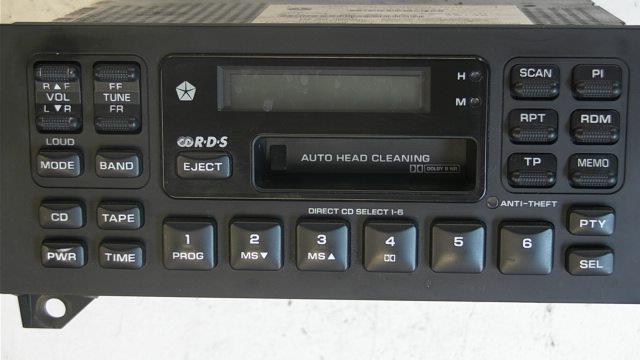 R▲F
VOL
L▼R
FF
TUNE
FR
LOUD
MODE
BAND
CD
TAPE
PWR
TIME
R·D·S
EJECT
H
M
AUTO HEAD CLEANING
DOLBY B NR
DIRECT CD SELECT 1-6
1
PROG
2
MS▼
3
MS▲
4
5
6
SCAN
PI
RPT
RDM
TP
MEMO
ANTI-THEFT
PTY
SEL